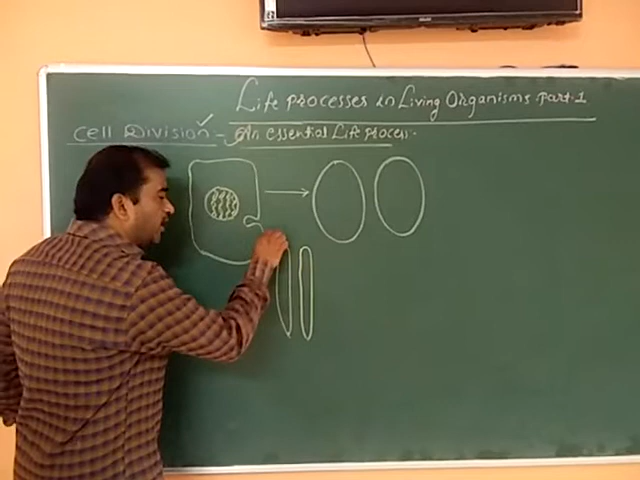 Life processes in Living Organisms Part-1
Cell Division - An essential Life process.